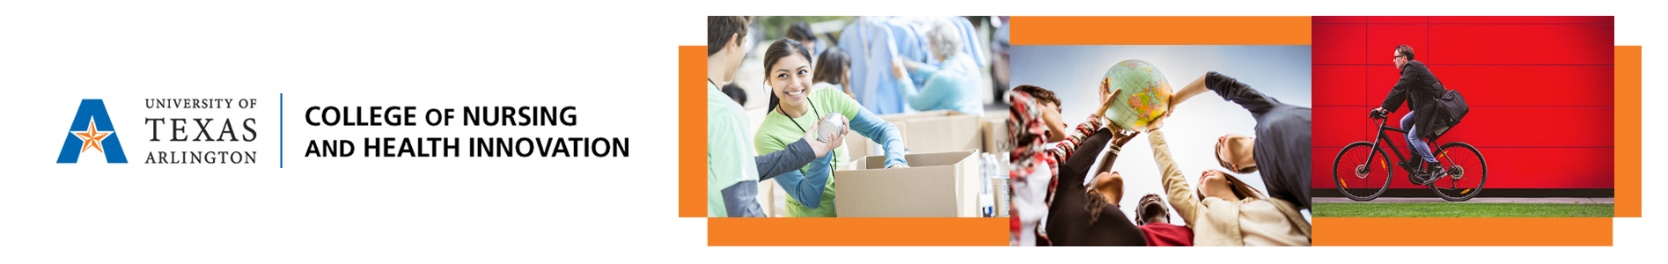 UNIVERSITY OF
TEXAS
ARLINGTON
COLLEGE OF NURSING
AND HEALTH INNOVATION